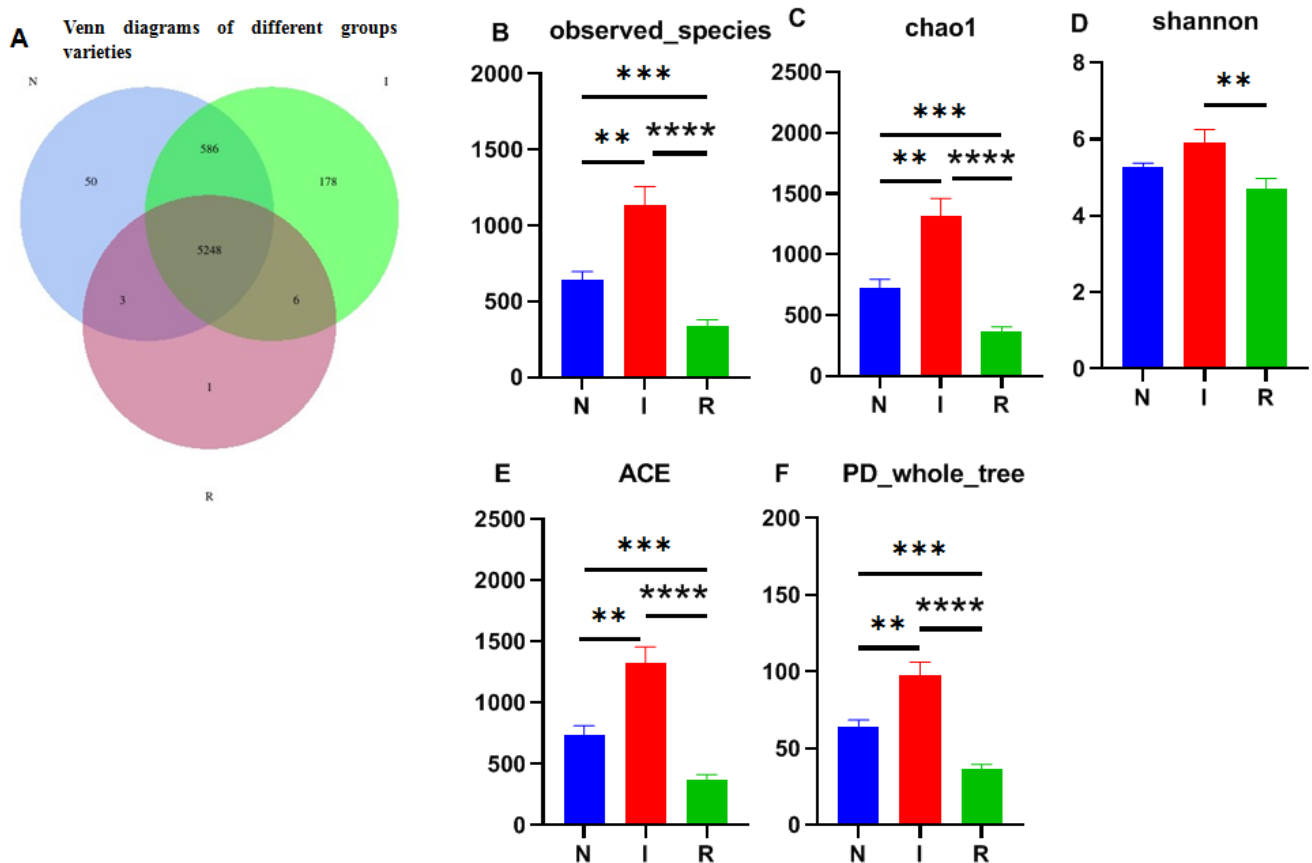 A
Venn diagrams of different groups
varieties
N
I
586
50
178
5248
3
6
1
R
B
observed_species
2000
1500
1000
500
0
***
**
****
N I R
C
chao1
2500
2000
1500
1000
500
0
***
**
****
N I R
D
shannon
8
6
4
2
0
**
N I R
E
ACE
2500
2000
1500
1000
500
0
***
**
****
N I R
F
PD_whole_tree
200
150
100
50
0
***
**
****
N I R